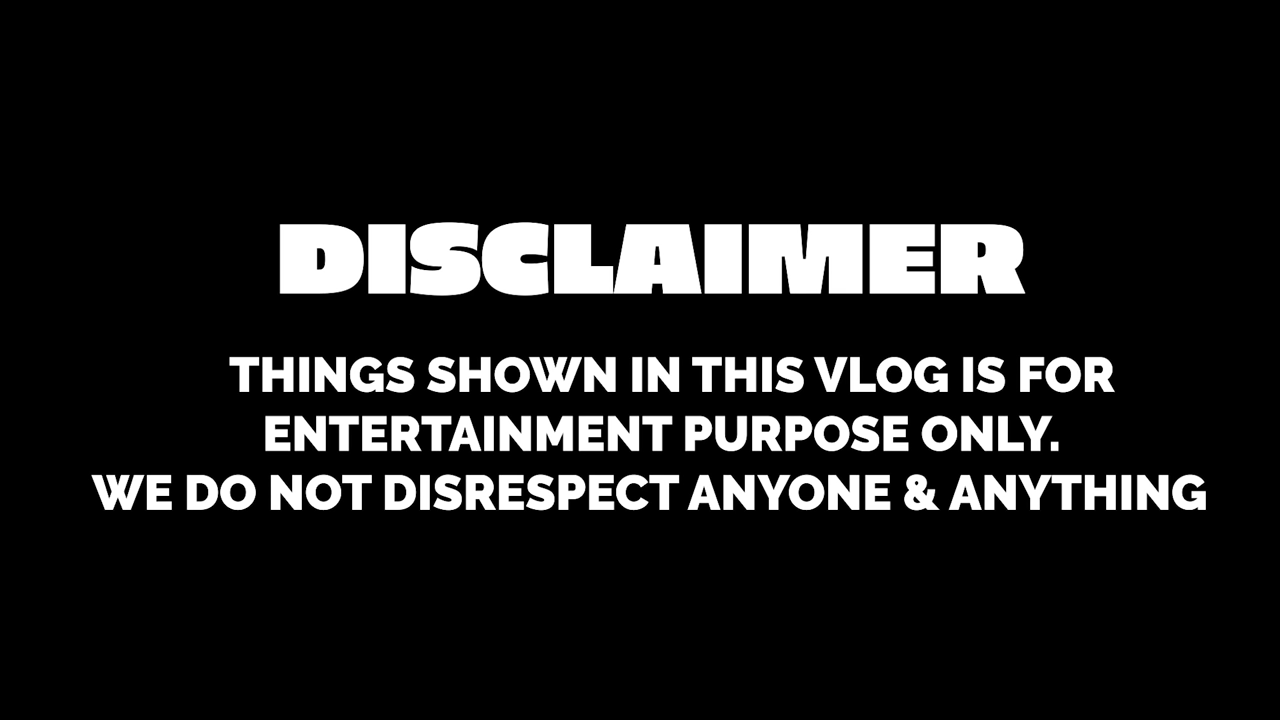 DISCLAIMER
THINGS SHOWN IN THIS VLOG IS FOR
ENTERTAINMENT PURPOSE ONLY.
WE DO NOT DISRESPECT ANYONE & ANYTHING